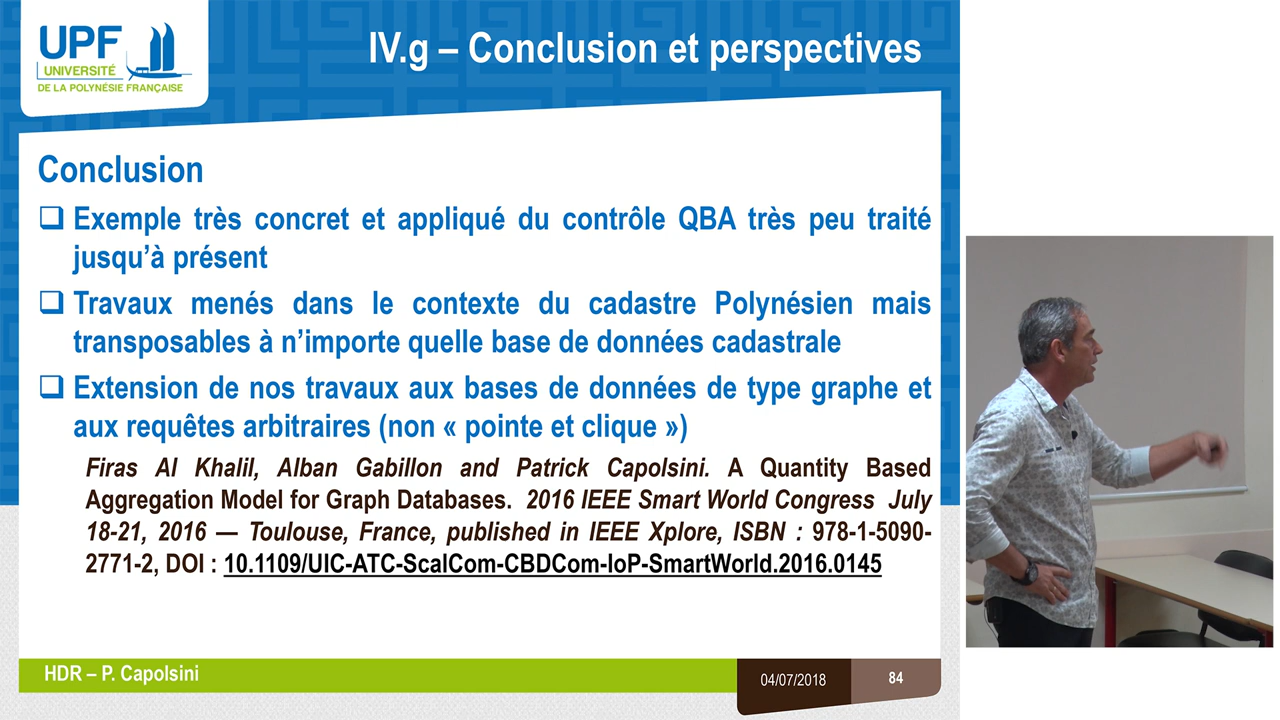 UPF
UNIVERSITÉ
DE LA POLYNÉSIE FRANÇAISE
IV.g – Conclusion et perspectives
Conclusion
❑ Exemple très concret et appliqué du contrôle QBA très peu traité
jusqu’à présent
❑ Travaux menés dans le contexte du cadastre Polynésien mais
transposables à n’importe quelle base de données cadastrale
❑ Extension de nos travaux aux bases de données de type graphe et
aux requêtes arbitraires (non « pointe et clique »)
Firas Al Khalil, Alban Gabillon and Patrick Capolsini. A Quantity Based
Aggregation Model for Graph Databases. 2016 IEEE Smart World Congress July
18-21, 2016 — Toulouse, France, published in IEEE Xplore, ISBN : 978-1-5090-
2771-2, DOI : 10.1109/UIC-ATC-ScalCom-CBDCom-IoP-SmartWorld.2016.0145
HDR – P. Capolsini
04/07/2018
84